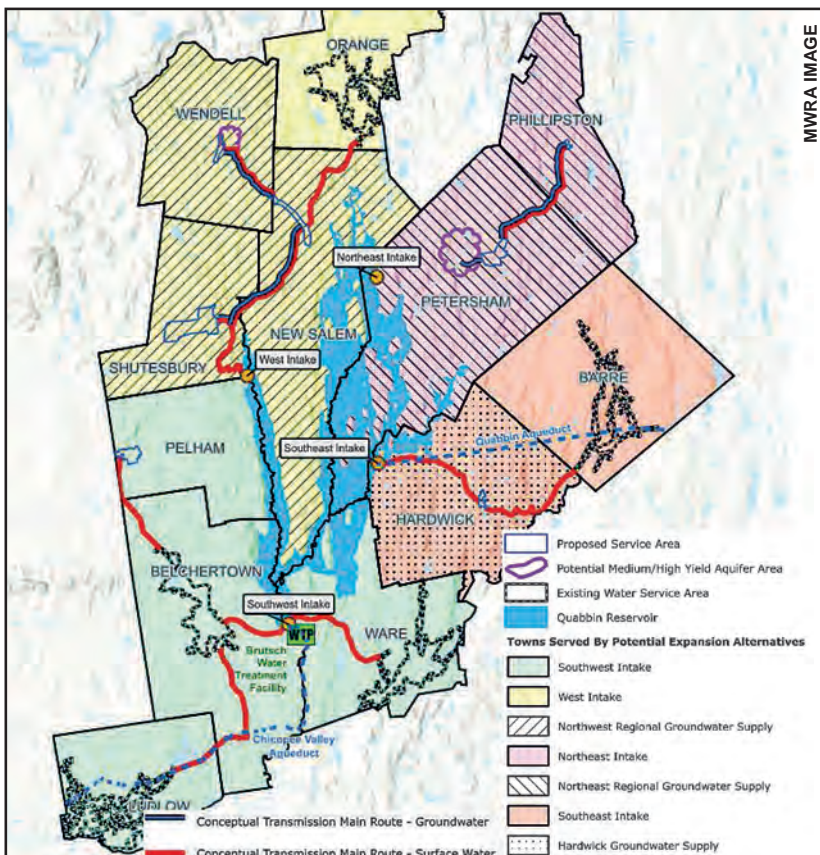 MWRA IMAGE
ORANGE
WENDELL
PHILLIPSTON
Northeast Intake
PETERSHAM
NEW SALEM
SHUTESBURY
West Intake
BARRE
PELHAM
Southeast Intake
Quabbin Aqueduct
HARDWICK
BELCHERTOWN
Southwest Intake
WTP
WARE
Brutsch
Water
Treatment
Facility
Chicopee Valley
Aqueduct
LUDLOW
Proposed Service Area
Potential Medium/High Yield Aquifer Area
Existing Water Service Area
Quabbin Reservoir
Towns Served By Potential Expansion Alternatives
Southwest Intake
West Intake
Northwest Regional Groundwater Supply
Northeast Intake
Northeast Regional Groundwater Supply
Southeast Intake
Hardwick Groundwater Supply
Conceptual Transmission Main Route - Groundwater
Conceptual Transmission Main Route - Surface Water